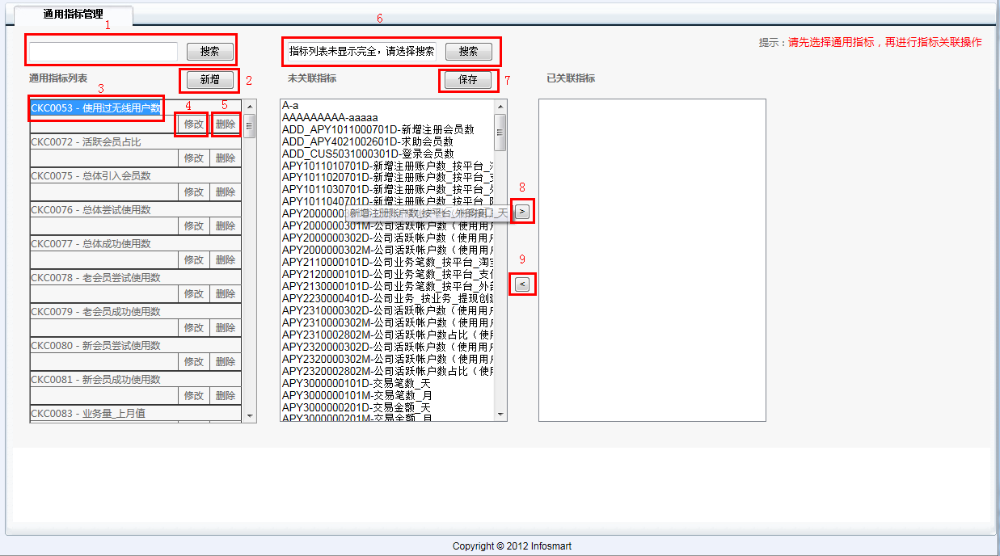 通用指标管理
1
6
提示：请先选择通用指标，再进行指标关联操作
搜索
指标列表未显示完全，请选择搜索
搜索
通用指标列表
新增
2
未关联指标
保存
7
已关联指标
3
CKC0053 - 使用过无线用户数
4
5
修改 删除
CKC0072 - 活跃会员占比
修改 删除
CKC0075 - 总体引入会员数
修改 删除
CKC0076 - 总体尝试使用数
修改 删除
CKC0077 - 总体成功使用数
修改 删除
CKC0078 - 老会员尝试使用数
修改 删除
CKC0079 - 老会员成功使用数
修改 删除
CKC0080 - 新会员尝试使用数
修改 删除
CKC0081 - 新会员成功使用数
修改 删除
CKC0083 - 业务量_上月值
A-a
AAAAAAAAA-aaaaa
ADD_APY1011000701D-新增注册会员数
ADD_APY4021002601D-求助会员数
ADD_CUS5031000301D-登录会员数
APY1011010701D-新增注册账户数_按平台_
APY1011020701D-新增注册账户数_按平台_
APY1011030701D-新增注册账户数_按平台_
APY1011040701D-新增注册账户数_按平台_
APY2000000
新增注册账户数_按平台_外部接口_天
APY2000000301M-公司活跃帐户数（使用用
APY2000000302D-公司活跃帐户数（使用用
APY2000000302M-公司活跃帐户数（使用用
APY2110000101D-公司业务笔数_按平台_淘宝
APY2120000101D-公司业务笔数_按平台_支付
APY2130000101D-公司业务笔数_按平台_外部
APY2230000401D-公司业务_按业务_提现创建
APY2310000302D-公司活跃帐户数（使用用
APY2310000302M-公司活跃帐户数（使用用
APY2310002802M-公司活跃帐户数占比（使
APY2320000302D-公司活跃帐户数（使用用
APY2320000302M-公司活跃帐户数（使用用
APY2320002802M-公司活跃帐户数占比（使
APY3000000101D-交易笔数_天
APY3000000101M-交易笔数_月
APY3000000201D-交易金额_天
APY3000000201M-交易金额_月
8
>
9
<
Copyright © 2012 Infosmart